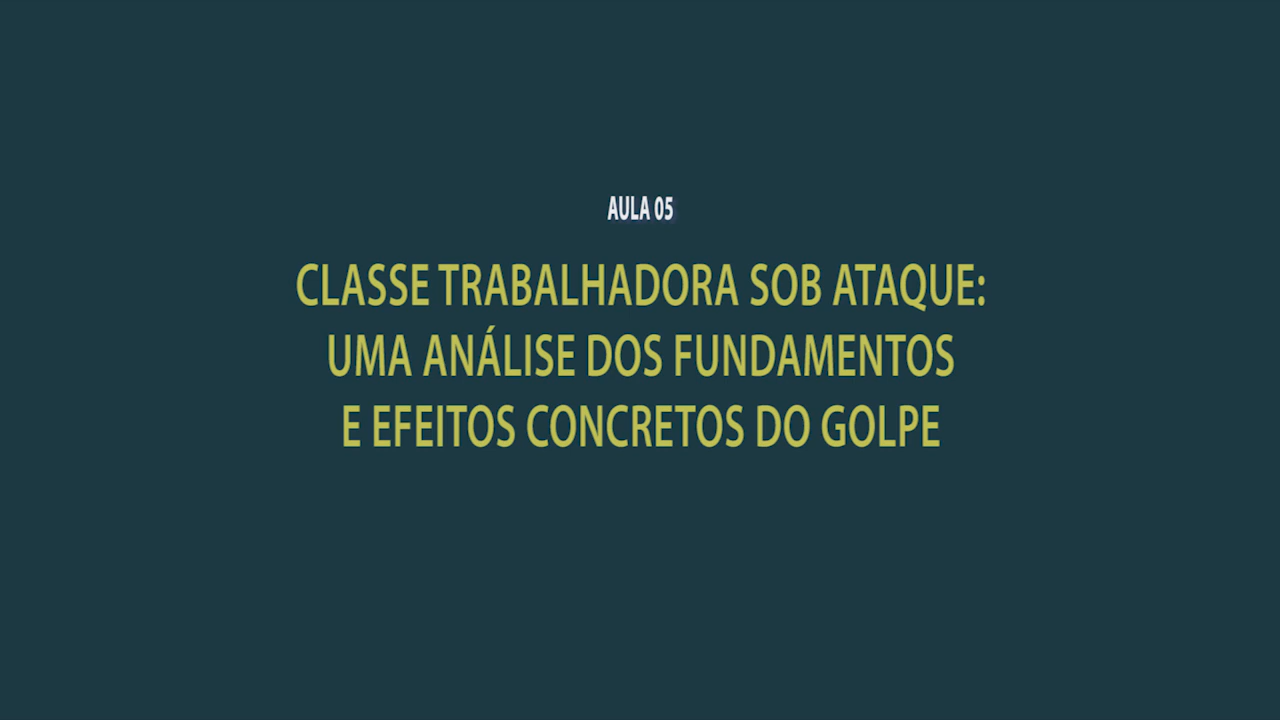 AULA 05
CLASSE TRABALHADORA SOB ATAQUE:
UMA ANÁLISE DOS FUNDAMENTOS
E EFEITOS CONCRETOS DO GOLPE